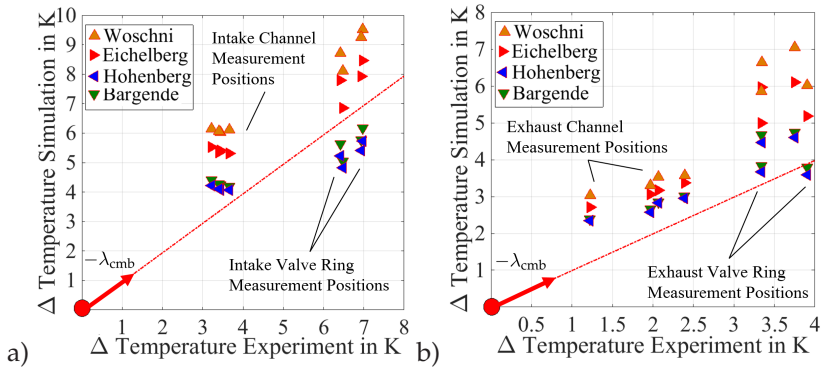 Δ Temperature Simulation in K
10
9
8
7
6
5
4
3
2
1
Woschni
Eichelberg
Hohenberg
Bargende
Intake Channel
Measurement
Positions
−λcmb
Intake Valve Ring
Measurement Positions
1 2 3 4 5 6 7 8
Δ Temperature Experiment in K
a)
Δ Temperature Simulation in K
8
7
6
5
4
3
2
1
Woschni
Eichelberg
Hohenberg
Bargende
Exhaust Channel
Measurement Positions
−λcmb
Exhaust Valve Ring
Measurement Positions
0.5 1 1.5 2 2.5 3 3.5 4
Δ Temperature Experiment in K
b)